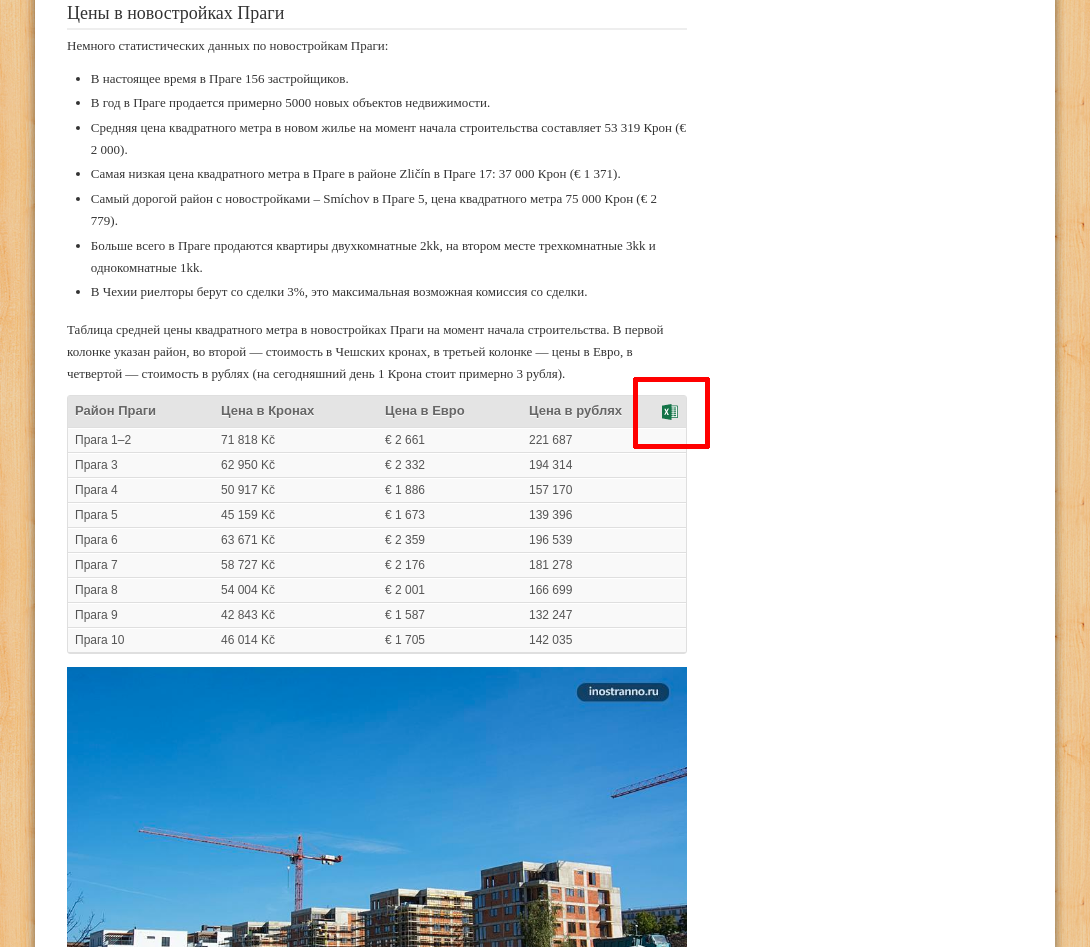 Цены в новостройках Праги
Немного статистических данных по новостройкам Праги:
В настоящее время в Праге 156 застройщиков.
В год в Праге продается примерно 5000 новых объектов недвижимости.
Средняя цена квадратного метра в новом жилье на момент начала строительства составляет 53 319 Крон (€
2 000).
Самая низкая цена квадратного метра в Праге в районе Zličín в Праге 17: 37 000 Крон (€ 1 371).
Самый дорогой район с новостройками – Smíchov в Праге 5, цена квадратного метра 75 000 Крон (€ 2
779).
Больше всего в Праге продаются квартиры двухкомнатные 2kk, на втором месте трехкомнатные 3kk и
однокомнатные 1kk.
В Чехии риелторы берут со сделки 3%, это максимальная возможная комиссия со сделки.
Таблица средней цены квадратного метра в новостройках Праги на момент начала строительства. В первой
колонке указан район, во второй — стоимость в Чешских кронах, в третьей колонке — цены в Евро, в
четвертой — стоимость в рублях (на сегодняшний день 1 Крона стоит примерно 3 рубля).
Район Праги Цена в Кронах Цена в Евро Цена в рублях
Прага 1–2 71 818 Kč € 2 661 221 687
Прага 3 62 950 Kč € 2 332 194 314
Прага 4 50 917 Kč € 1 886 157 170
Прага 5 45 159 Kč € 1 673 139 396
Прага 6 63 671 Kč € 2 359 196 539
Прага 7 58 727 Kč € 2 176 181 278
Прага 8 54 004 Kč € 2 001 166 699
Прага 9 42 843 Kč € 1 587 132 247
Прага 10 46 014 Kč € 1 705 142 035
inostranno.ru